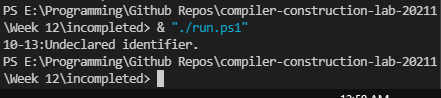 PS E:\Programming\Github Repos\compiler-construction-lab-20211
\Week 12\incompleted> & "./run.ps1"
10-13:Undeclared identifier.
PS E:\Programming\Github Repos\compiler-construction-lab-20211
\Week 12\incompleted>